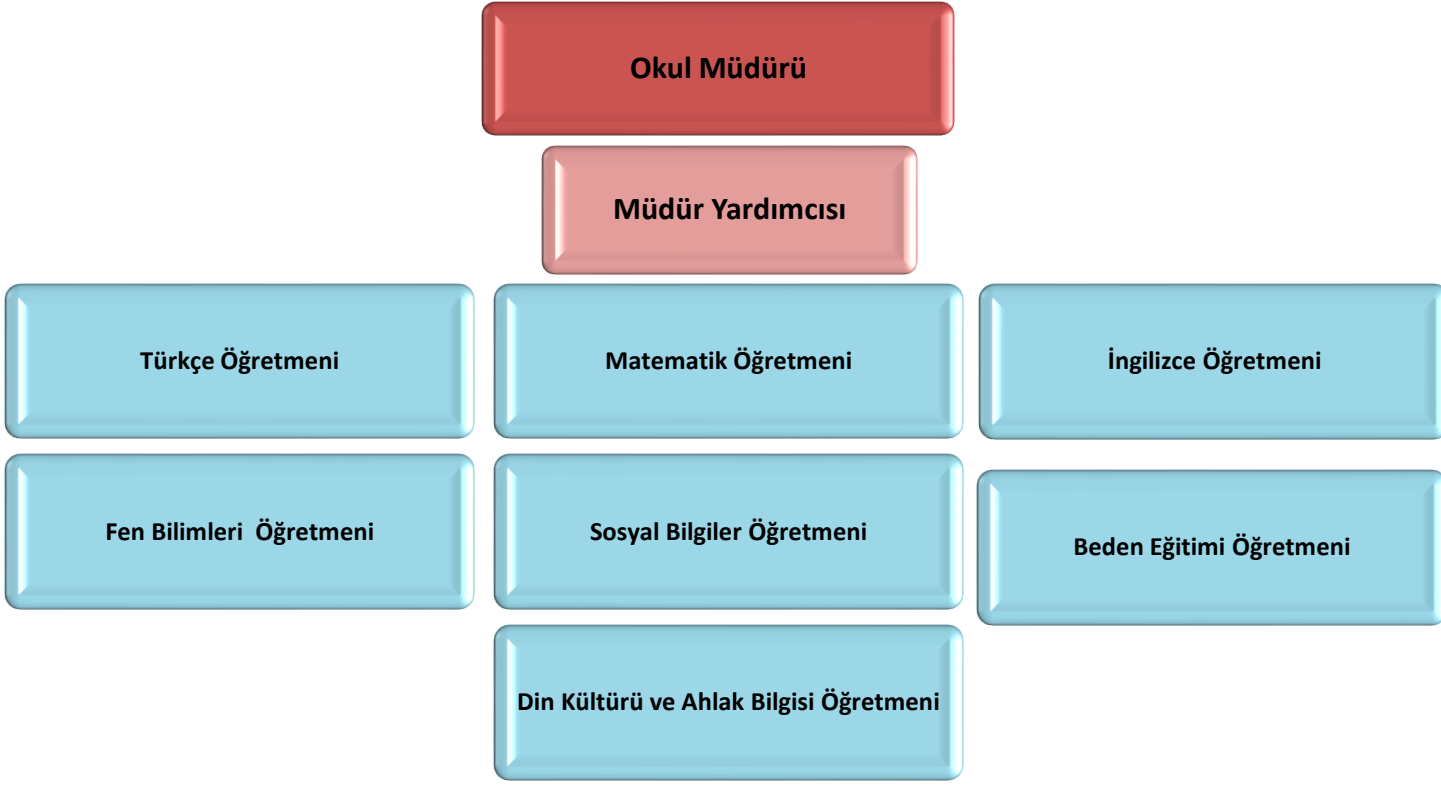 Okul Müdürü
Müdür Yardımcısı
Türkçe Öğretmeni
Matematik Öğretmeni
İngilizce Öğretmeni
Fen Bilimleri  Öğretmeni
Sosyal Bilgiler Öğretmeni
Beden Eğitimi Öğretmeni
Din Kültürü ve Ahlak Bilgisi Öğretmeni